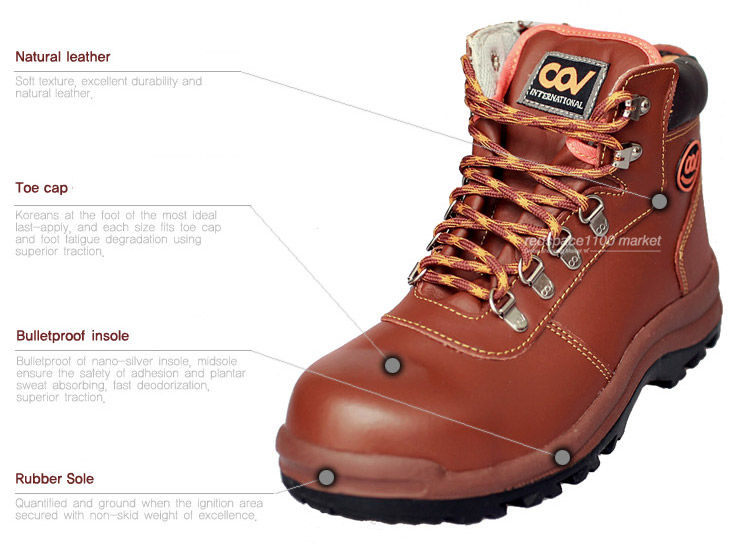 Natural leather
Soft texture, excellent durability and
natural leather.
Toe cap
Koreans at the foot of the most ideal
last-apply, and each size fits toe cap
and foot fatigue degradation using
superior traction.
Bulletproof insole
Bulletproof of nano-silver insole, midsole
ensure the safety of adhesion and plantar
sweat absorbing, fast deodorization,
superior traction.
Rubber Sole
Quantified and ground when the ignition area
secured with non-skid weight of excellence.
COV
INTERNATIONAL
COV
redspace1100 market